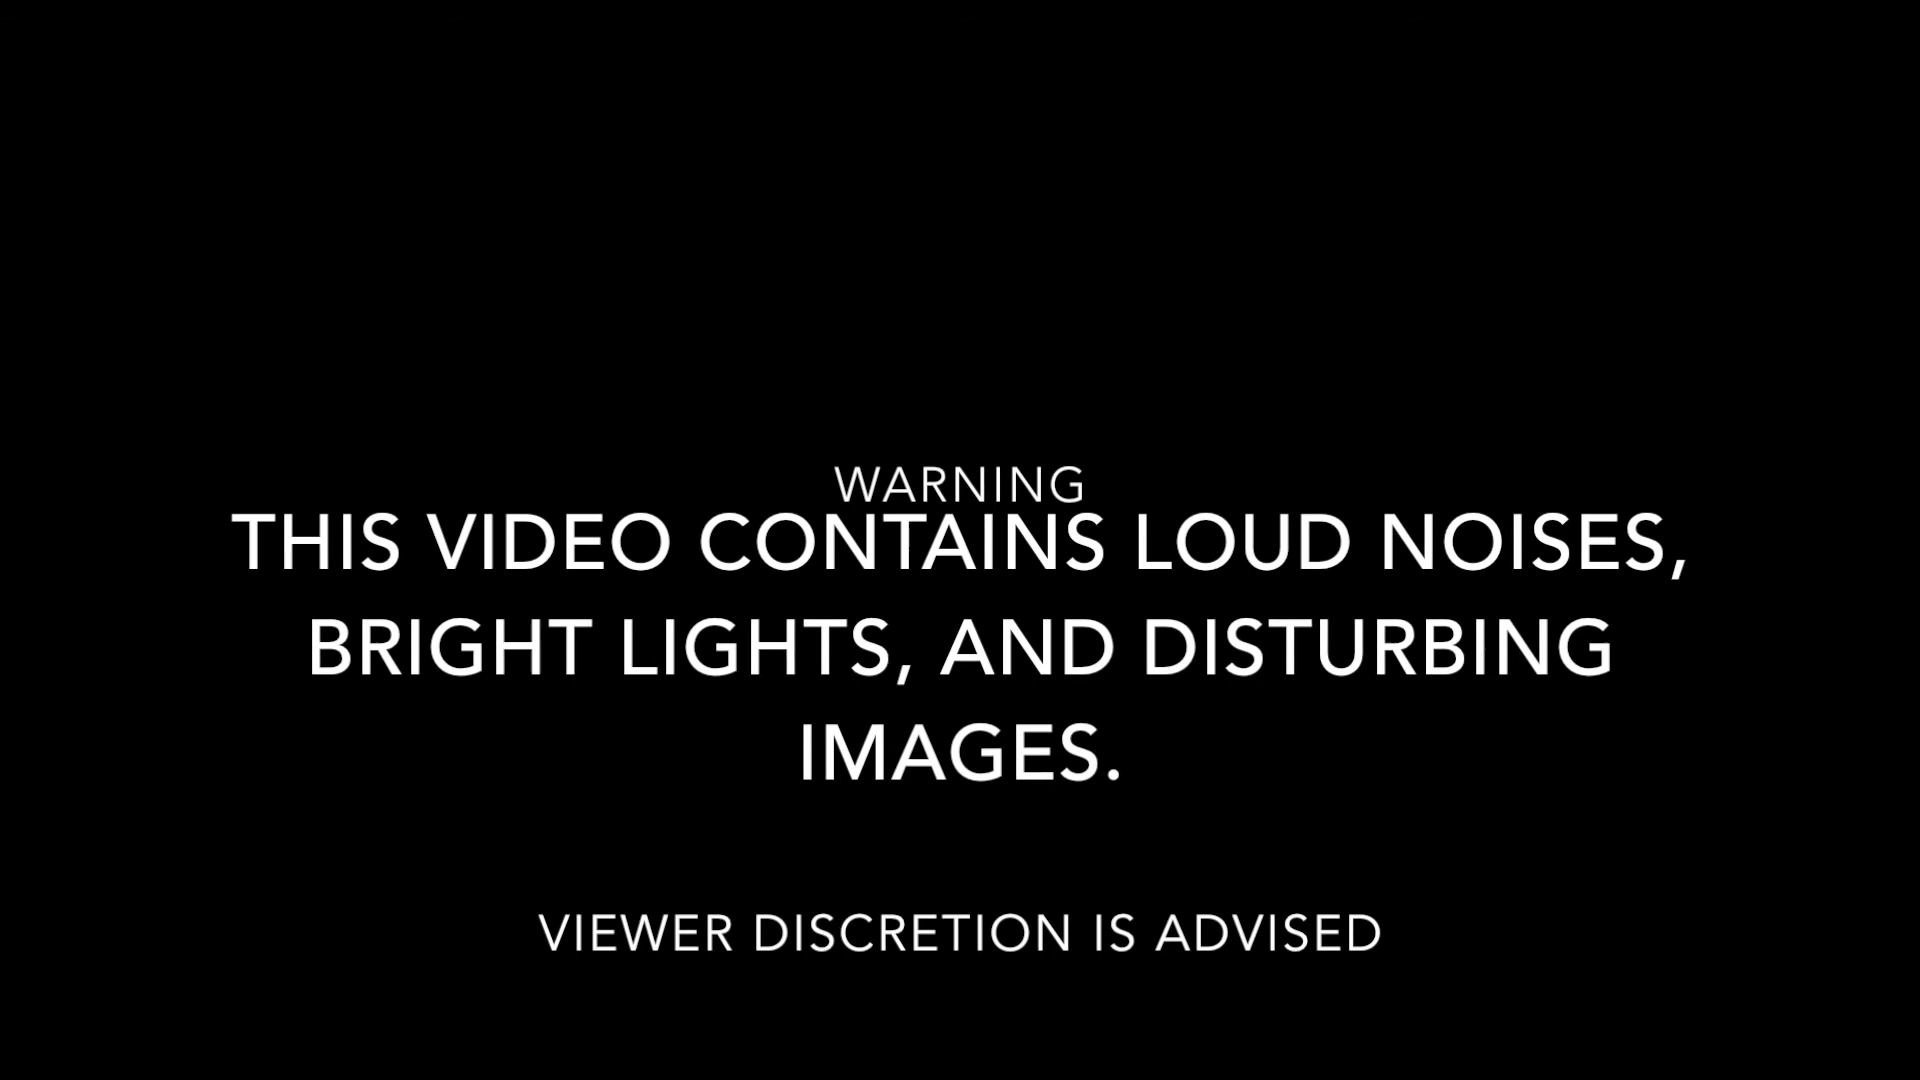 WARNING
THIS VIDEO CONTAINS LOUD NOISES,
BRIGHT LIGHTS, AND DISTURBING
IMAGES.
VIEWER DISCRETION IS ADVISED